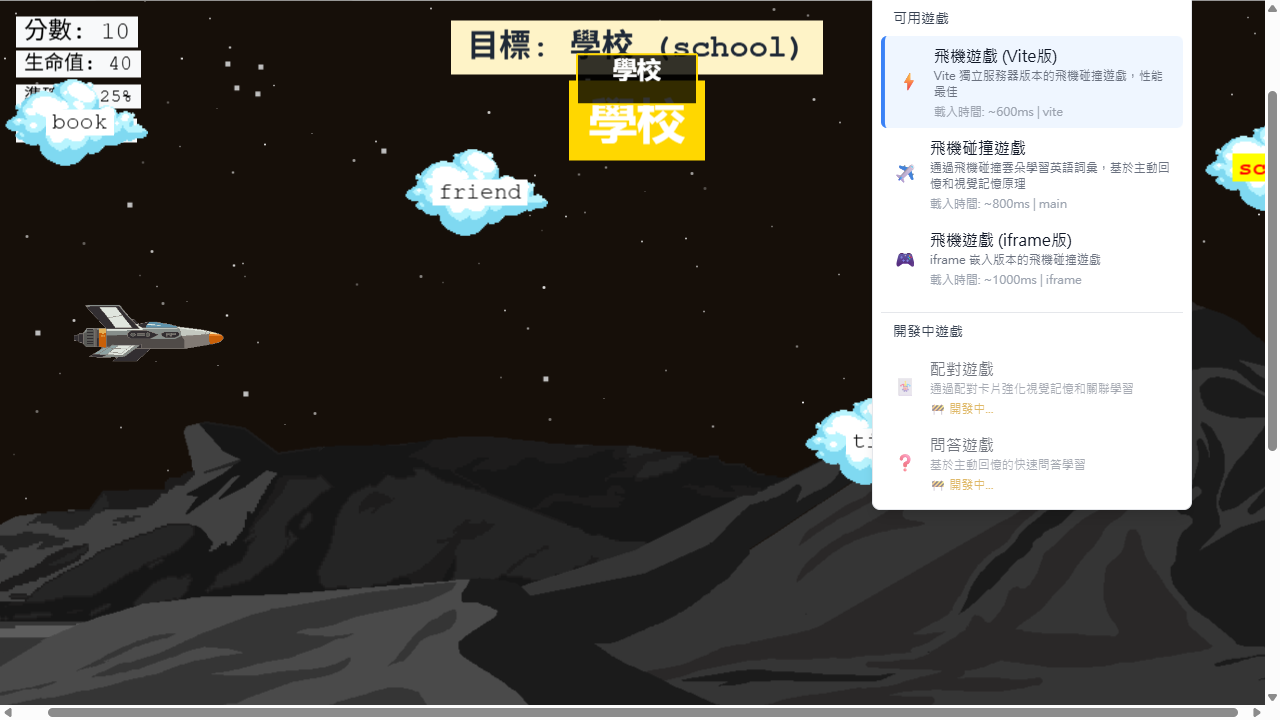 分數: 10
生命值: 40
25%
book
目標: 學校 (school)
學校
學校
friend
可用遊戲
飛機遊戲 (Vite版)
Vite 獨立服務器版本的飛機碰撞遊戲，性能
最佳
載入時間: ~600ms | vite
飛機碰撞遊戲
通過飛機碰撞雲朵學習英語詞彙，基於主動回
憶和視覺記憶原理
載入時間: ~800ms | main
飛機遊戲 (iframe版)
iframe 嵌入版本的飛機碰撞遊戲
載入時間: ~1000ms | iframe
開發中遊戲
配對遊戲
通過配對卡片強化視覺記憶和關聯學習
開發中...
問答遊戲
基於主動回憶的快速問答學習
開發中...